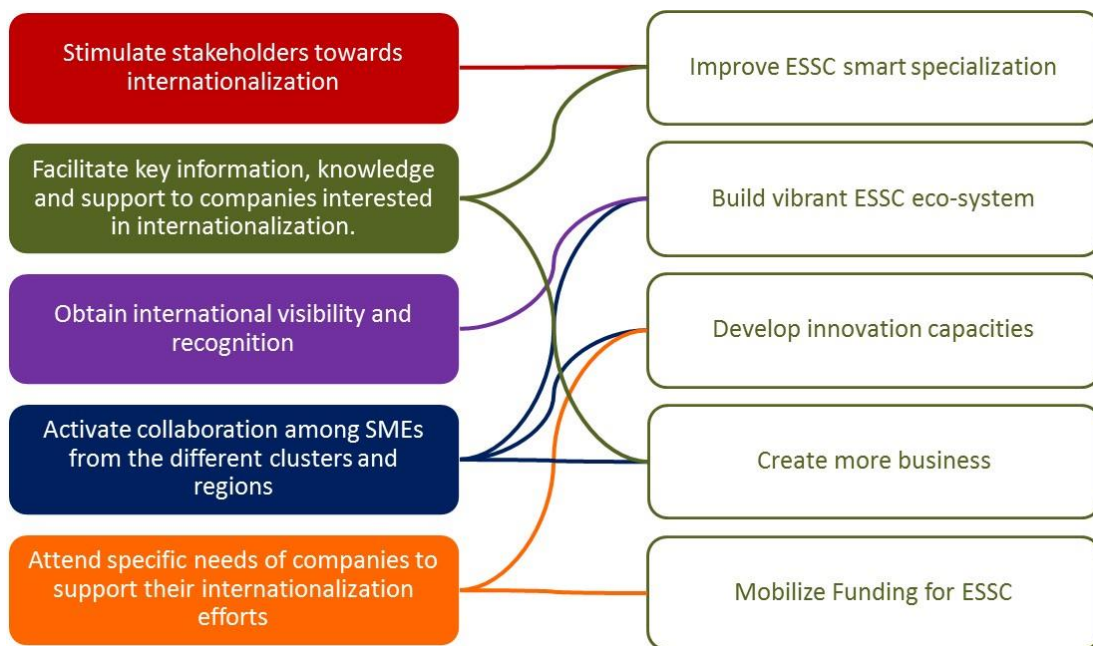 Stimulate stakeholders towards
internationalization
Improve ESSC smart specialization
Facilitate key information, knowledge
and support to companies interested
in internationalization.
Build vibrant ESSC eco-system
Obtain international visibility and
recognition
Develop innovation capacities
Activate collaboration among SMEs
from the different clusters and
regions
Create more business
Attend specific needs of companies to
support their internationalization
efforts
Mobilize Funding for ESSC